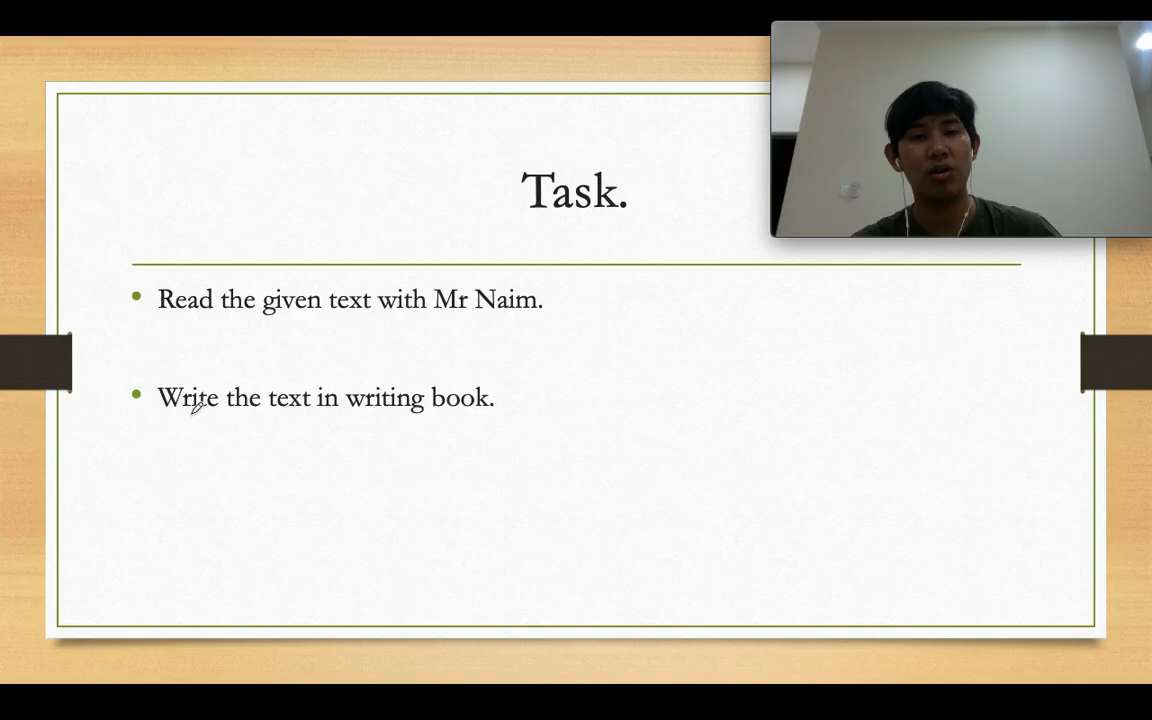 Task.
Read the given text with Mr Naim.
Write the text in writing book.